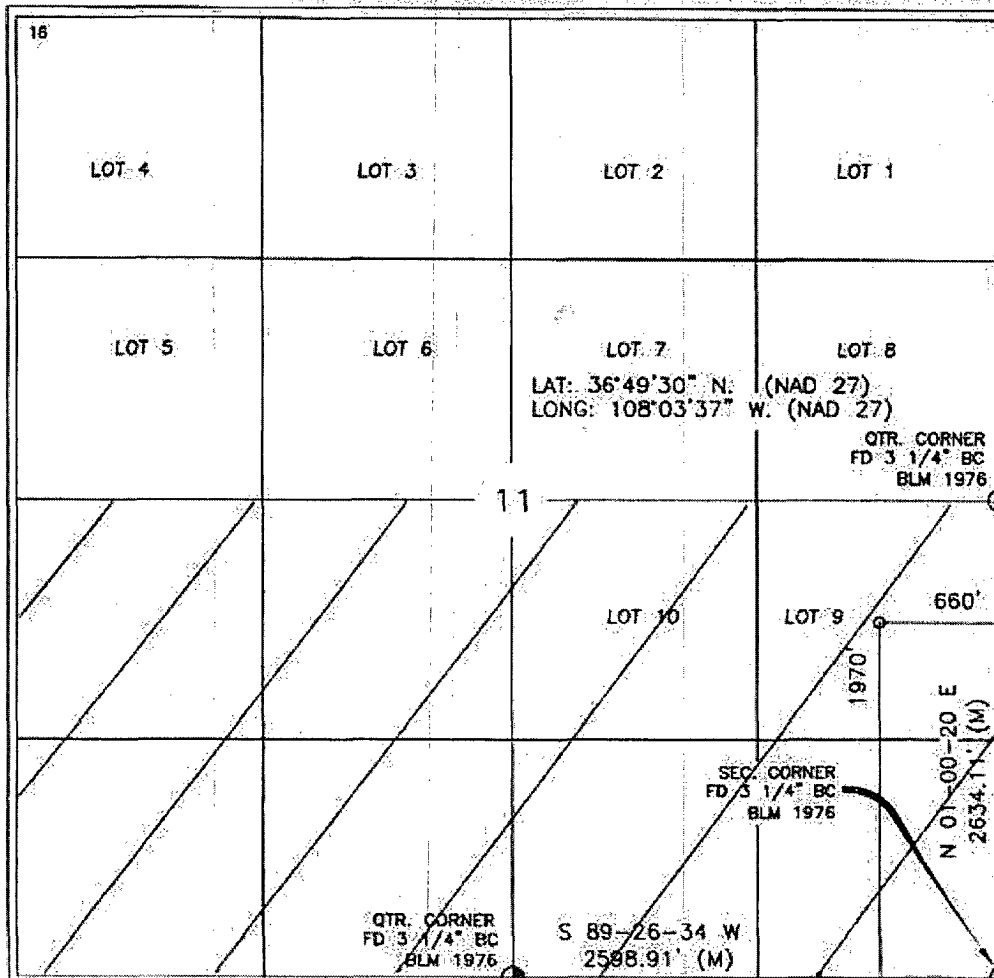 16
LOT 4
LOT 3
LOT 2
LOT 1
LOT 5
LOT 6
LOT 7
LOT 8
LAT: 36°49'30" N. (NAD 27)
LONG: 108°03'37" W. (NAD 27)
QTR. CORNER
FD 3 1/4" BC
BLM 1976
11
LOT 10
LOT 9
660'
1970'
N 01-00-20 E
2634.11' (M)
SEC. CORNER
FD 3 1/4" BC
BLM 1976
QTR. CORNER
FD 3 1/4" BC
BLM 1976
S 89-26-34 W
2598.91' (M)